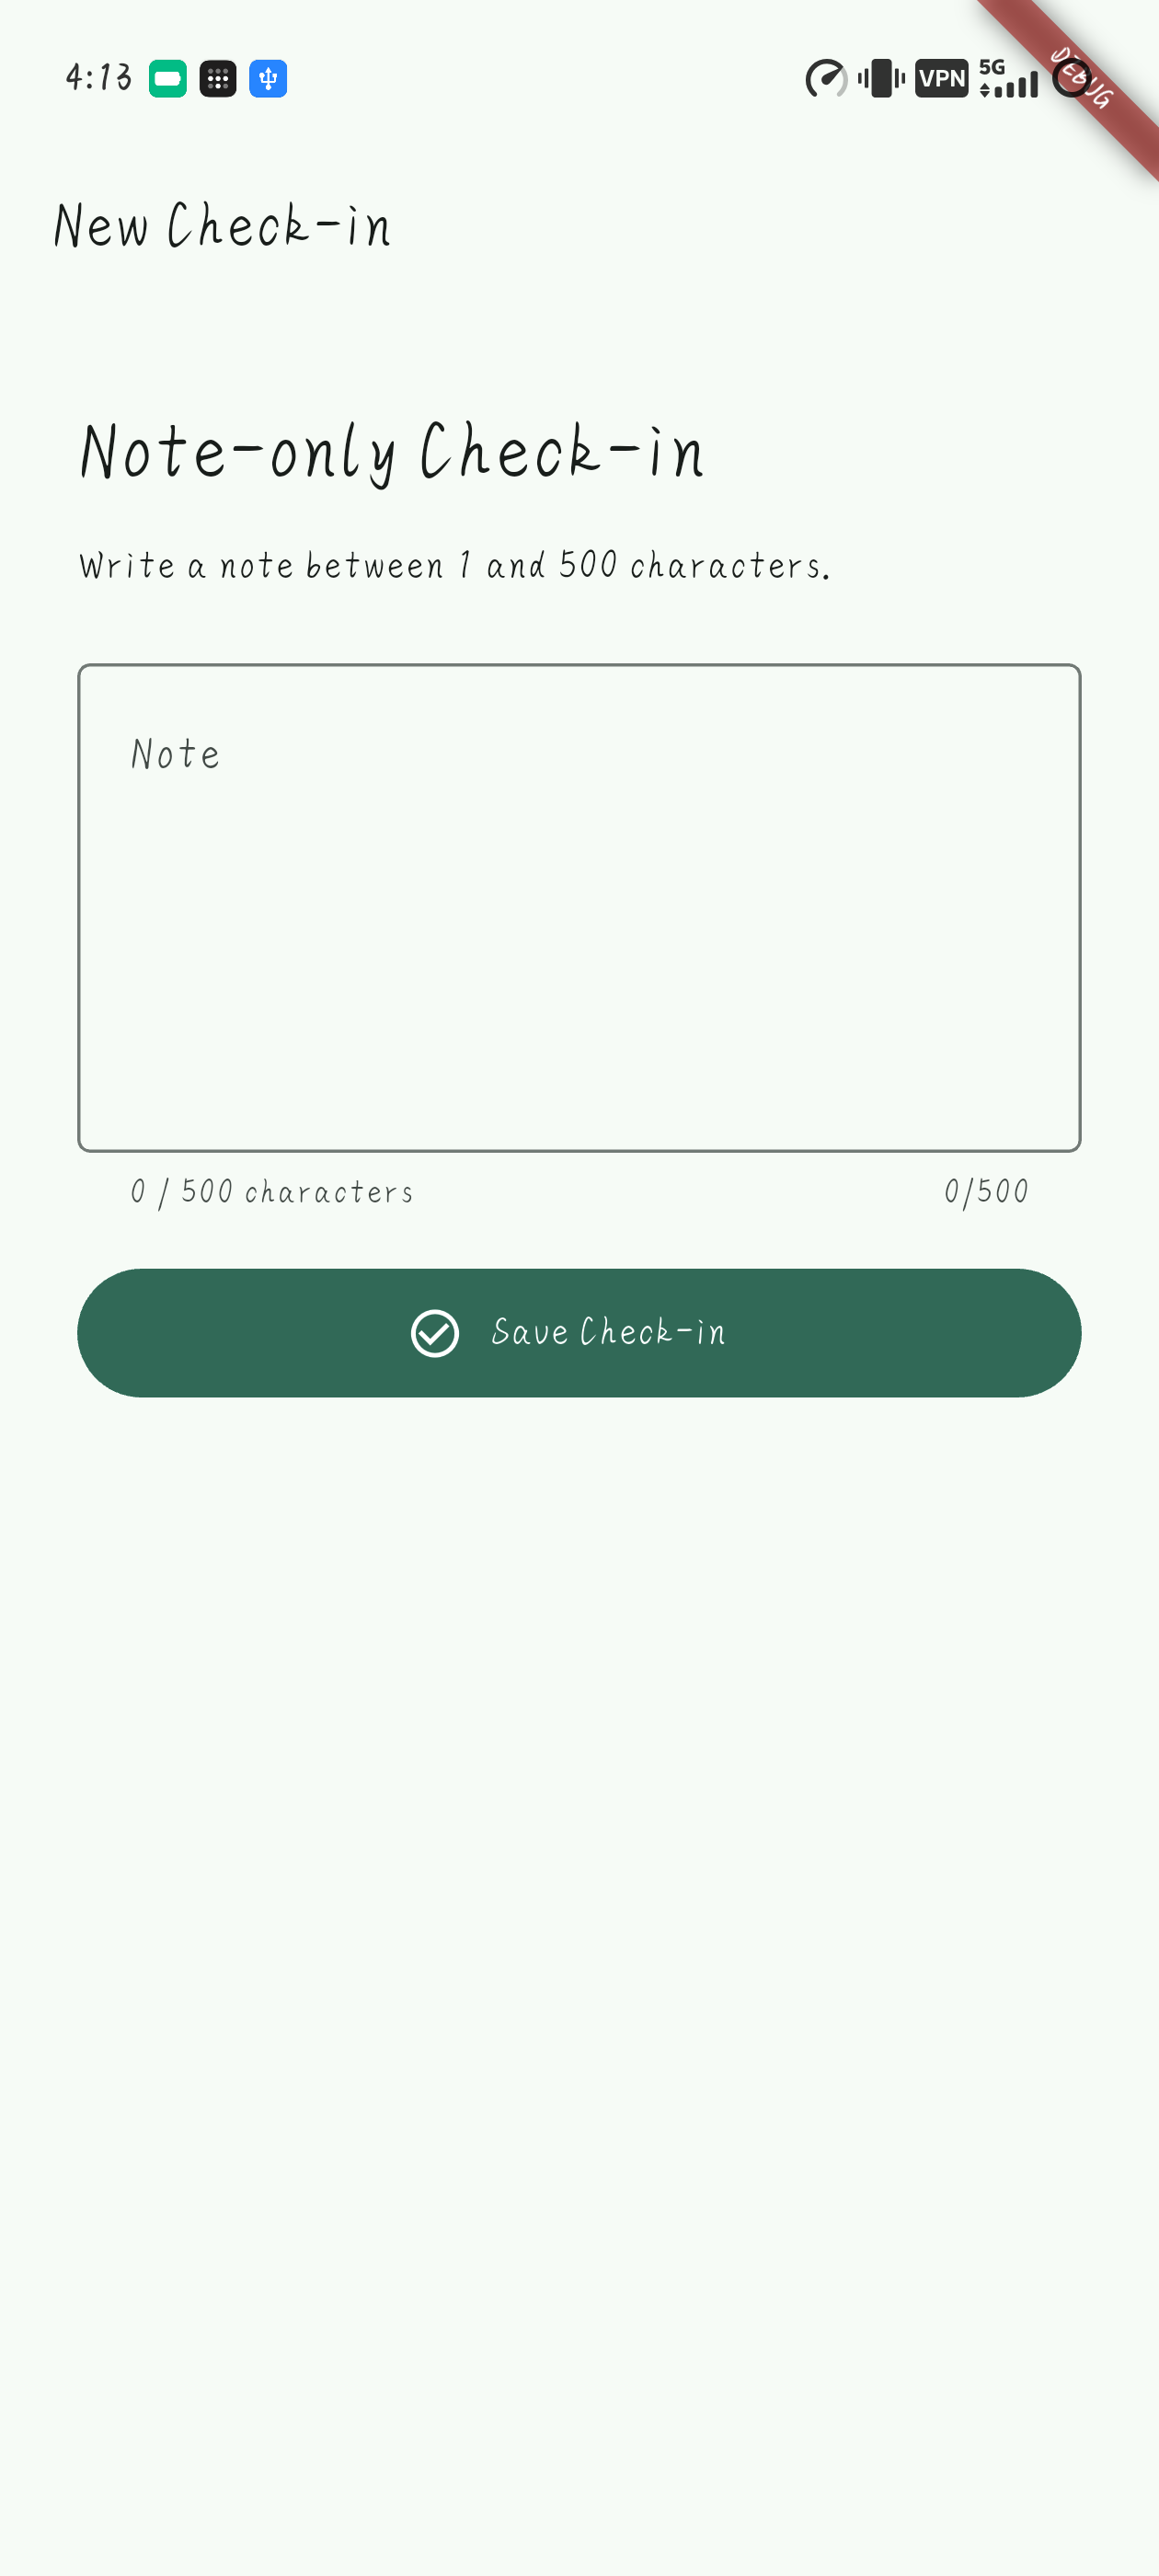 4:13
VPN 5G
DEBUG
New Check-in
Note-only Check-in
Write a note between 1 and 500 characters.
Note
0 / 500 characters 0/500
Save Check-in